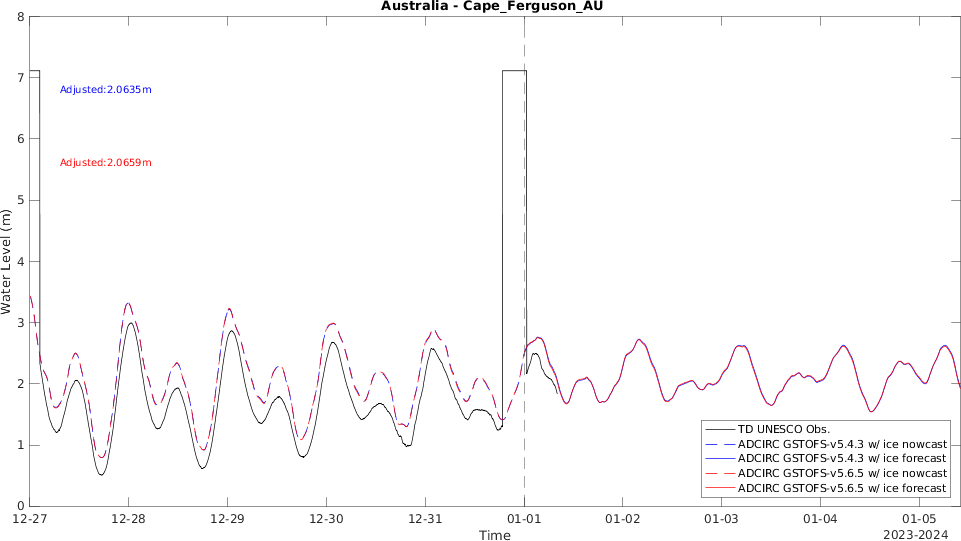 Australia - Cape_Ferguson_AU
8
7
6
5
4
3
2
1
0
Water Level (m)
Adjusted:2.0635m
Adjusted:2.0659m
TD UNESCO Obs.
ADCIRC GSTOFS-v5.4.3 w/ ice nowcast
ADCIRC GSTOFS-v5.4.3 w/ ice forecast
ADCIRC GSTOFS-v5.6.5 w/ ice nowcast
ADCIRC GSTOFS-v5.6.5 w/ ice forecast
12-27 12-28 12-29 12-30 12-31 01-01 01-02 01-03 01-04 01-05
Time
2023-2024